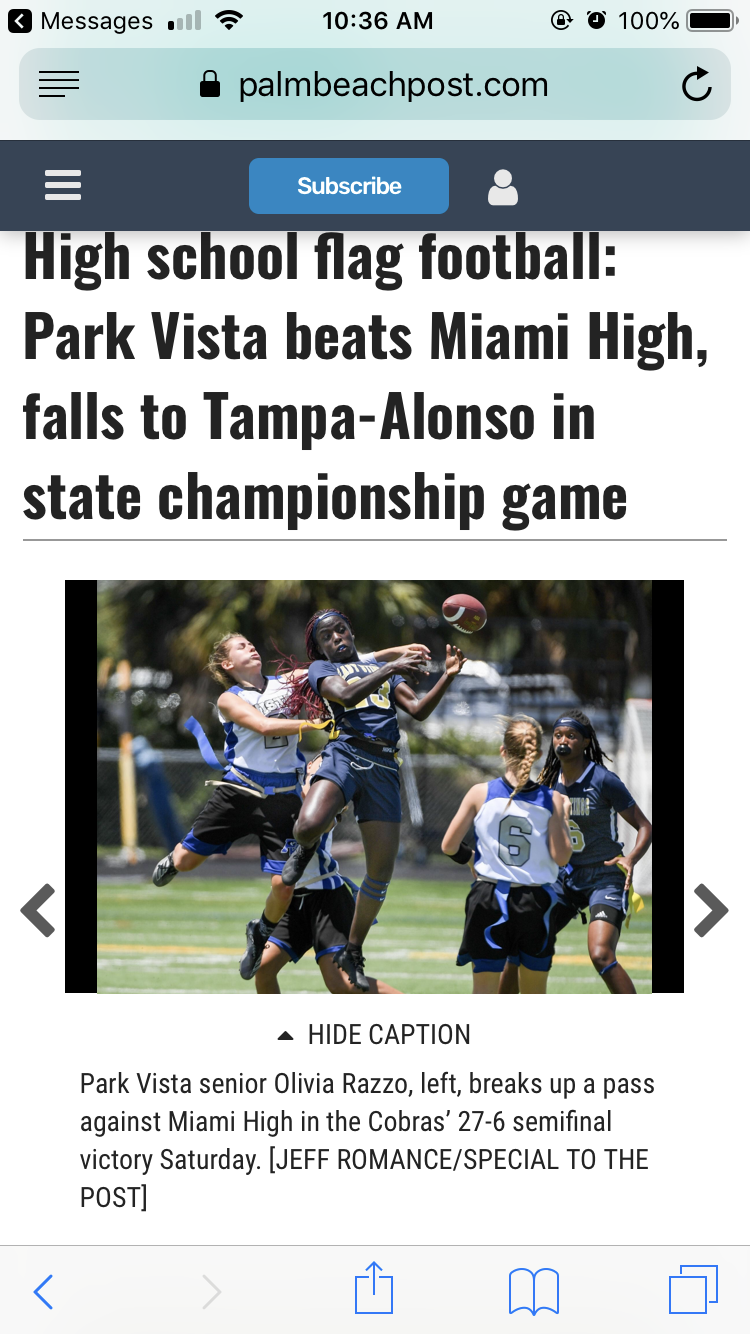 Messages 10:36 AM 100%
palmbeachpost.com
Subscribe
High school flag football:
Park Vista beats Miami High,
falls to Tampa-Alonso in
state championship game
6
HIDE CAPTION
Park Vista senior Olivia Razzo, left, breaks up a pass
against Miami High in the Cobras’ 27-6 semifinal
victory Saturday. [JEFF ROMANCE/SPECIAL TO THE
POST]